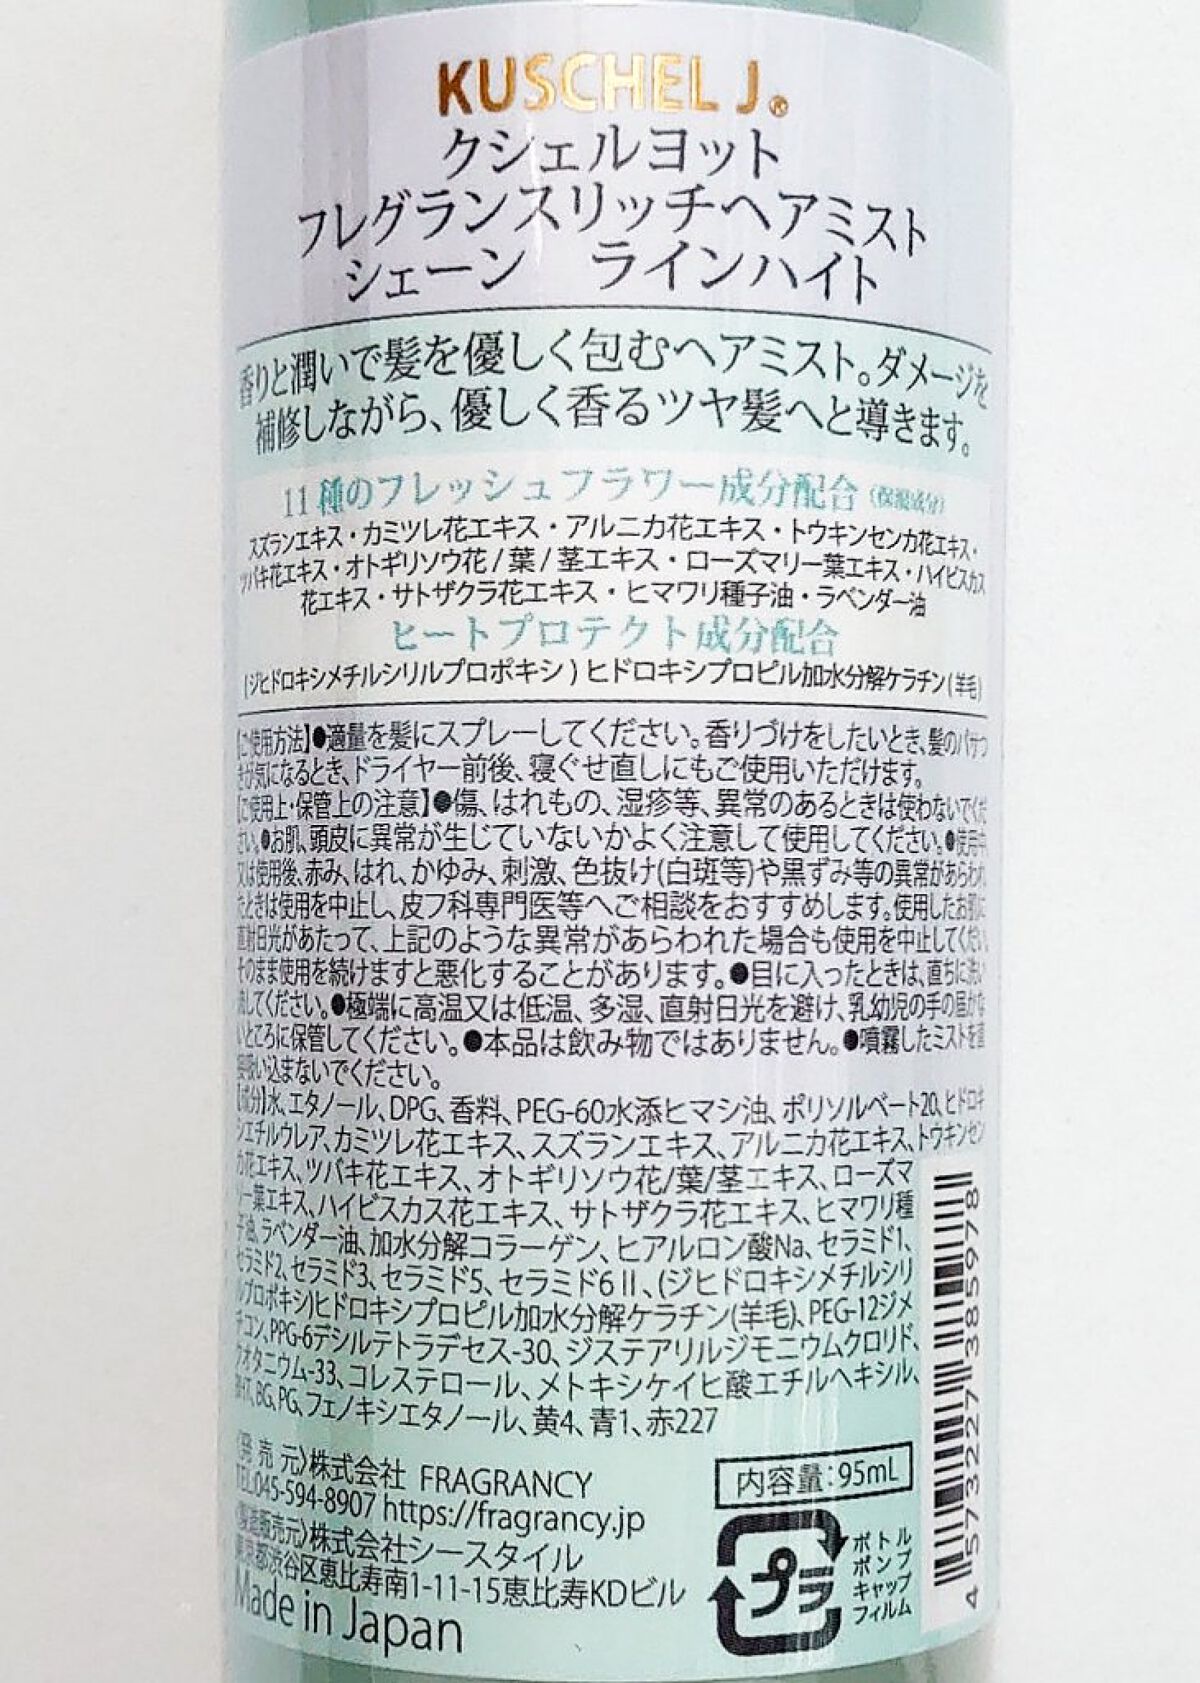 KUSCHEL J.®
クシェルヨット
フレグランスリッチヘアミスト
シェーン ラインハイト
香りと潤いで髪を優しく包むヘアミスト。ダメージを
補修しながら、優しく香るツヤ髪へと導きます。
11種のフレッシュフラワー成分配合(保湿成分)
スズランエキス・カミツレ花エキス・アルニカ花エキス・トウキンセンカ花エキス・
ツバキ花エキス・オトギリソウ花/葉/茎エキス・ローズマリー葉エキス・ハイビスカス
花エキス・サトザクラ花エキス・ヒマワリ種子油・ラベンダー油
ヒートプロテクト成分配合
(ジヒドロキシメチルシリルプロポキシ)ヒドロキシプロピル加水分解ケラチン(羊毛)
【ご使用方法】●適量を髪にスプレーしてください。香りづけをしたいとき、髪のパサつ
きが気になるとき、ドライヤー前後、寝ぐせ直しにもご使用いただけます。
【ご使用上・保管上の注意】●傷、はれもの、湿疹等、異常のあるときは使わないでくだ
さい。●お肌、頭皮に異常が生じていないかよく注意して使用してください。●使用中
又は使用後、赤み、はれ、かゆみ、刺激、色抜け(白斑等)や黒ずみ等の異常があらわれ
たときは使用を中止し、皮フ科専門医等へご相談をおすすめします。使用したお肌に
直射日光があたって、上記のような異常があらわれた場合も使用を中止してください。
そのまま使用を続けますと悪化することがあります。●目に入ったときは、直ちに洗い
流してください。●極端に高温又は低温、多湿、直射日光を避け、乳幼児の手の届かな
いところに保管してください。●本品は飲み物ではありません。●噴霧したミストを直
接吸い込まないでください。
【成分】水、エタノール、DPG、香料、PEG-60水添ヒマシ油、ポリソルベート20、ヒドロキ
シエチルウレア、カミツレ花エキス、スズランエキス、アルニカ花エキス、トウキンセン
カ花エキス、ツバキ花エキス、オトギリソウ花/葉/茎エキス、ローズマ
リー葉エキス、ハイビスカス花エキス、サトザクラ花エキス、ヒマワリ種
子油、ラベンダー油、加水分解コラーゲン、ヒアルロン酸Na、セラミド1、
セラミド2、セラミド3、セラミド5、セラミド6Ⅱ、(ジヒドロキシメチルシリ
ルプロポキシ)ヒドロキシプロピル加水分解ケラチン(羊毛)、PEG-12ジメ
チコン、PPG-6デシルテトラデセス-30、ジステアリルジモニウムクロリド、
クオタニウム-33、コレステロール、メトキシケイヒ酸エチルヘキシル、
BHT、BG、PG、フェノキシエタノール、黄4、青1、赤227
〈発売元〉株式会社 FRAGRANCY
TEL:045-594-8907 https://fragrancy.jp
〈製造販売元〉株式会社シースタイル
東京都渋谷区恵比寿南1-11-15恵比寿KDビル
Made in Japan
内容量:95mL
プラ
ボトル
ポンプ
キャップ
フィルム
4 573227 385978